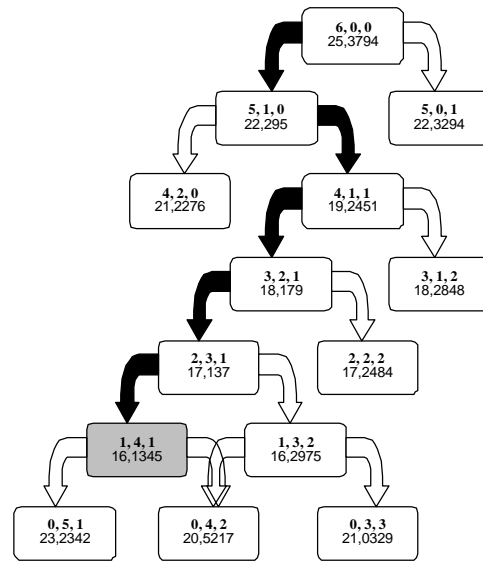 6, 0, 0
25,3794
5, 1, 0
22,295
5, 0, 1
22,3294
4, 2, 0
21,2276
4, 1, 1
19,2451
3, 2, 1
18,179
3, 1, 2
18,2848
2, 3, 1
17,137
2, 2, 2
17,2484
1, 4, 1
16,1345
1, 3, 2
16,2975
0, 5, 1
23,2342
0, 4, 2
20,5217
0, 3, 3
21,0329